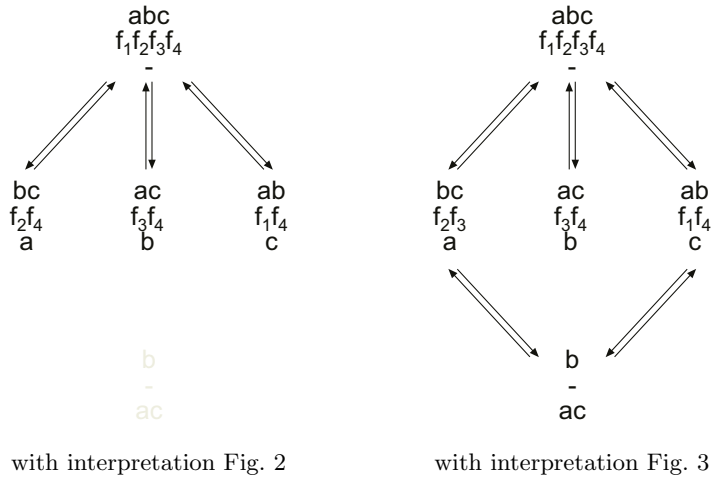 abc abc
f₁f₂f₃f₄ f₁f₂f₃f₄
- -
bc ac ab bc ac ab
f₂f₄ f₃f₄ f₁f₄ f₂f₃ f₃f₄ f₁f₄
a b c a b c
b b
- -
ac ac
with interpretation Fig. 2 with interpretation Fig. 3